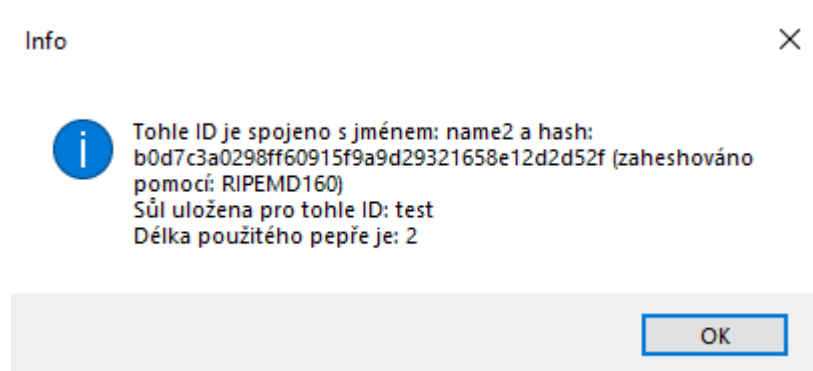 Info
Tohle ID je spojeno s jménem: name2 a hash:
b0d7c3a0298ff60915f9a9d29321658e12d2d52f (zaheshováno
pomocí: RIPEMD160)
Sůl uložena pro tohle ID: test
Délka použitého pepře je: 2
OK